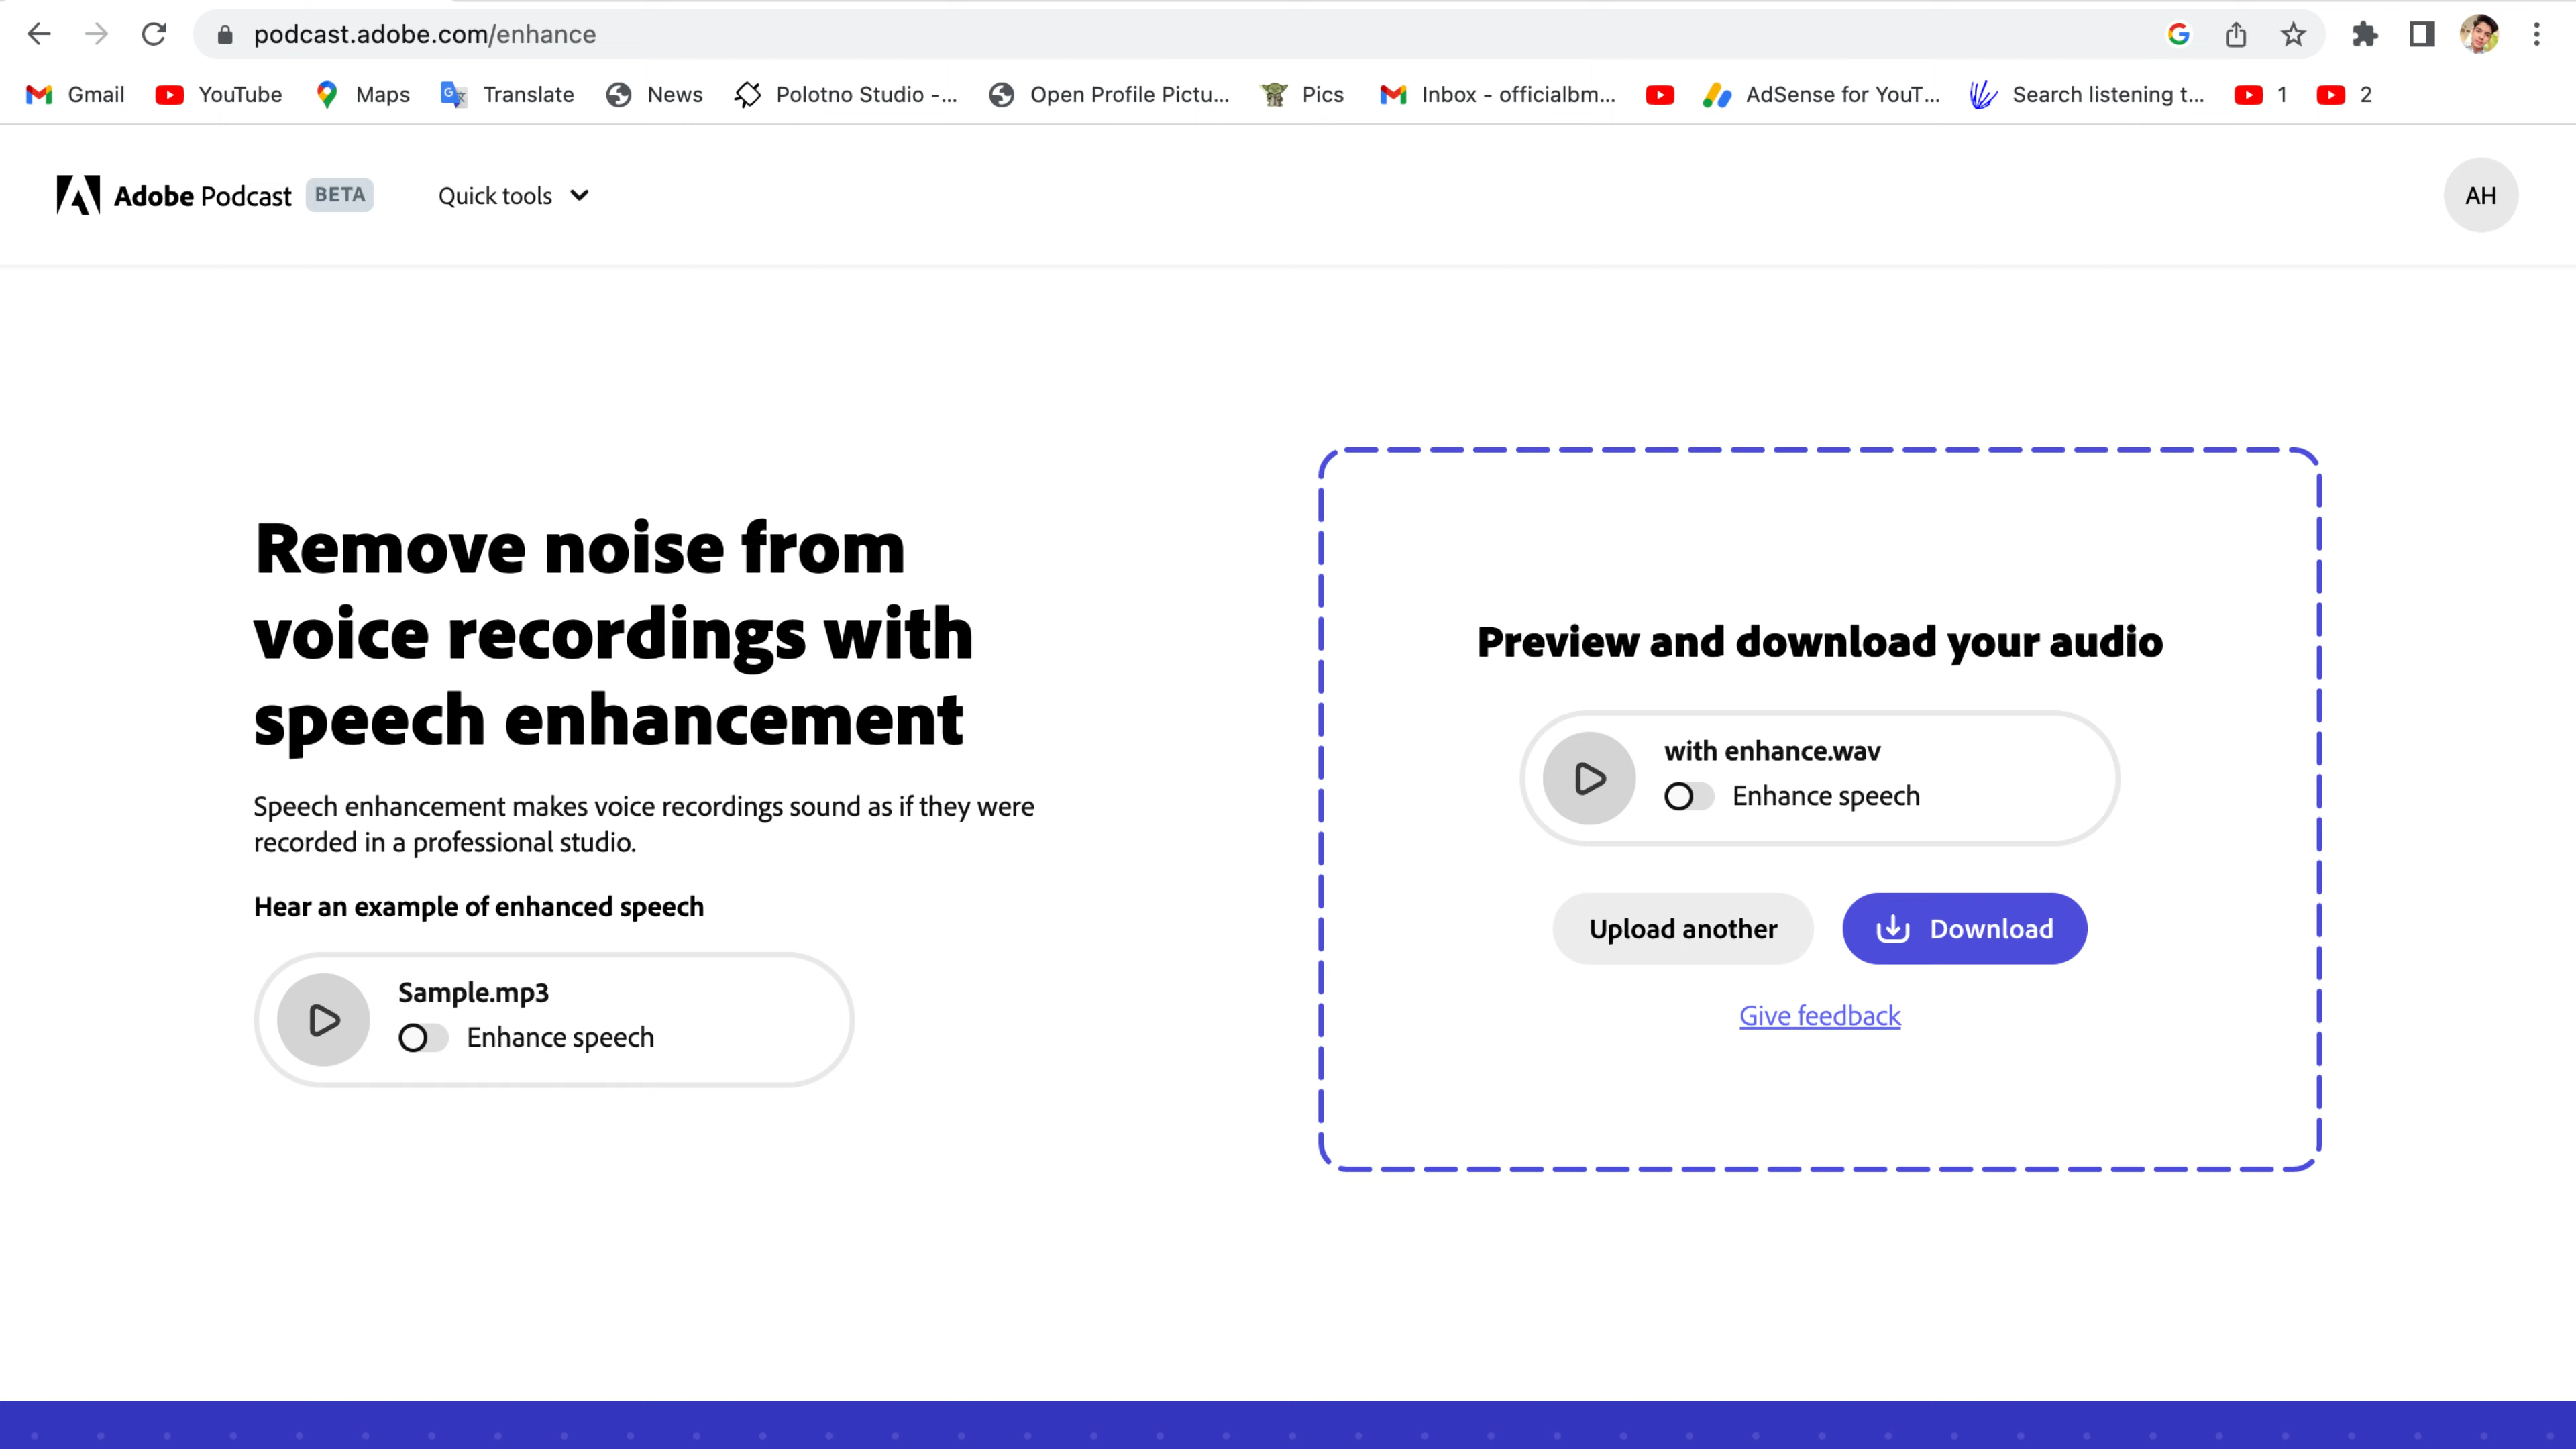 podcast.adobe.com/enhance
Gmail YouTube Maps Translate News Polotno Studio -... Open Profile Pictu... Pics Inbox - officialbm... AdSense for YouT... Search listening t... 1 2
Adobe Podcast BETA Quick tools AH
Remove noise from
voice recordings with
speech enhancement
Speech enhancement makes voice recordings sound as if they were
recorded in a professional studio.
Hear an example of enhanced speech
Sample.mp3
Enhance speech
Preview and download your audio
with enhance.wav
Enhance speech
Upload another Download
Give feedback